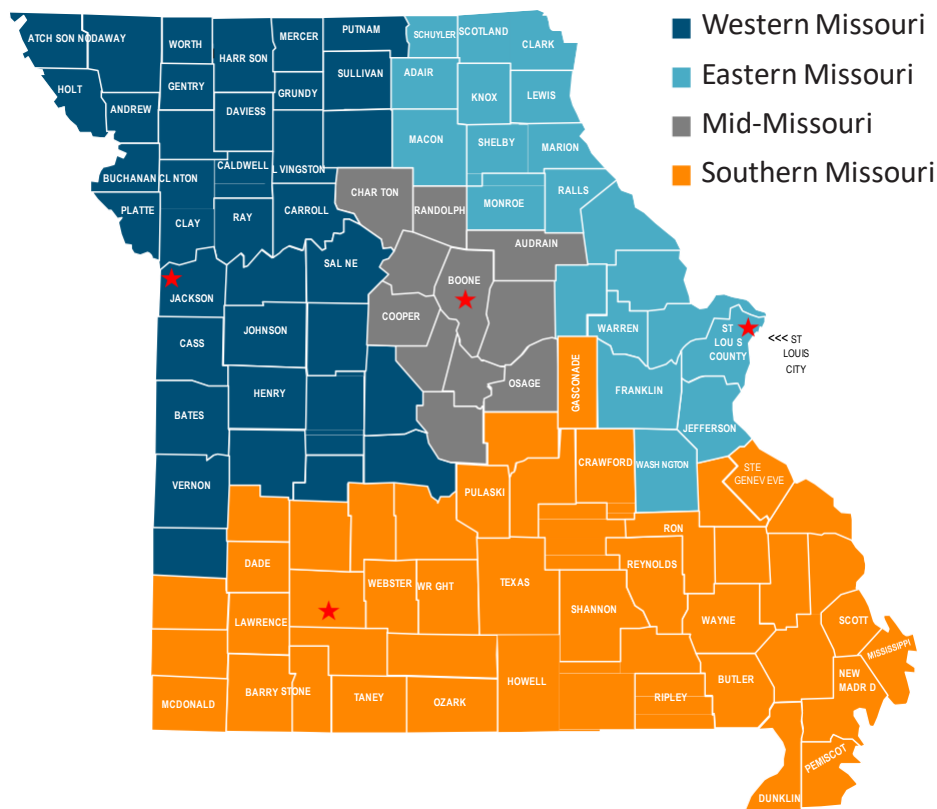 Western Missouri
Eastern Missouri
Mid-Missouri
Southern Missouri
ATCH SON NODAWAY
WORTH
HARR SON
MERCER
PUTNAM
SCHUYLER
SCOTLAND
CLARK
HOLT
ANDREW
GENTRY
DAVIESS
GRUNDY
SULLIVAN
ADAIR
KNOX
LEWIS
BUCHANAN
CL NTON
CALDWELL
L VINGSTON
MACON
SHELBY
MARION
PLATTE
CLAY
RAY
CARROLL
CHAR TON
RANDOLPH
MONROE
RALLS
AUDRAIN
SAL NE
JACKSON
BOONE
COOPER
JOHNSON
CASS
WARREN
ST
LOU S
COUNTY
<<< ST
LOUIS
CITY
HENRY
OSAGE
GASCONADE
FRANKLIN
BATES
JEFFERSON
VERNON
CRAWFORD
WASH NGTON
STE
GENEV EVE
PULASKI
RON
DADE
WEBSTER
WR GHT
TEXAS
REYNOLDS
SHANNON
LAWRENCE
WAYNE
SCOTT
MISSISSIPPI
BARRY
STONE
TANEY
OZARK
HOWELL
RIPLEY
BUTLER
NEW
MADR D
MCDONALD
PEMISCOT
DUNKLIN